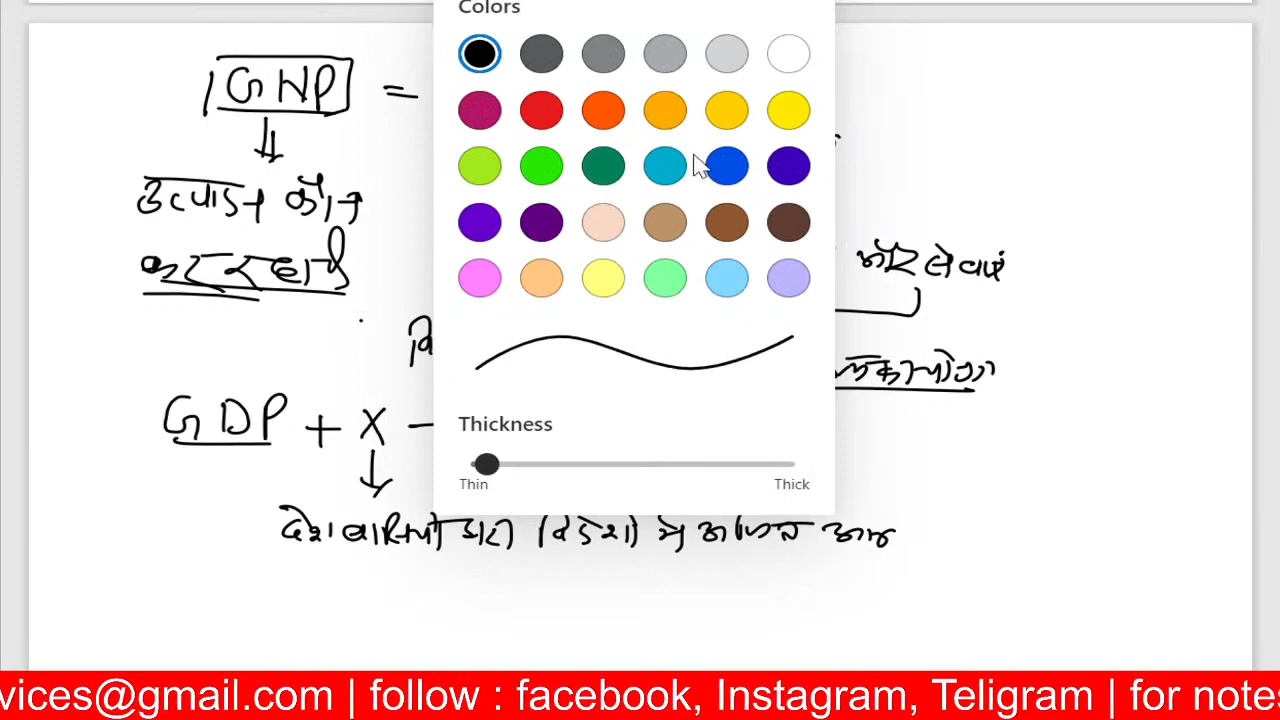 Colors
GNP =
उत्पादन कौन
कर रहा है
और सेवाएं
GDP + X -
Thickness
Thin Thick
देशवासियों द्वारा विदेशों में अर्जित आय
vices@gmail.com | follow : facebook, Instagram, Teligram | for notes